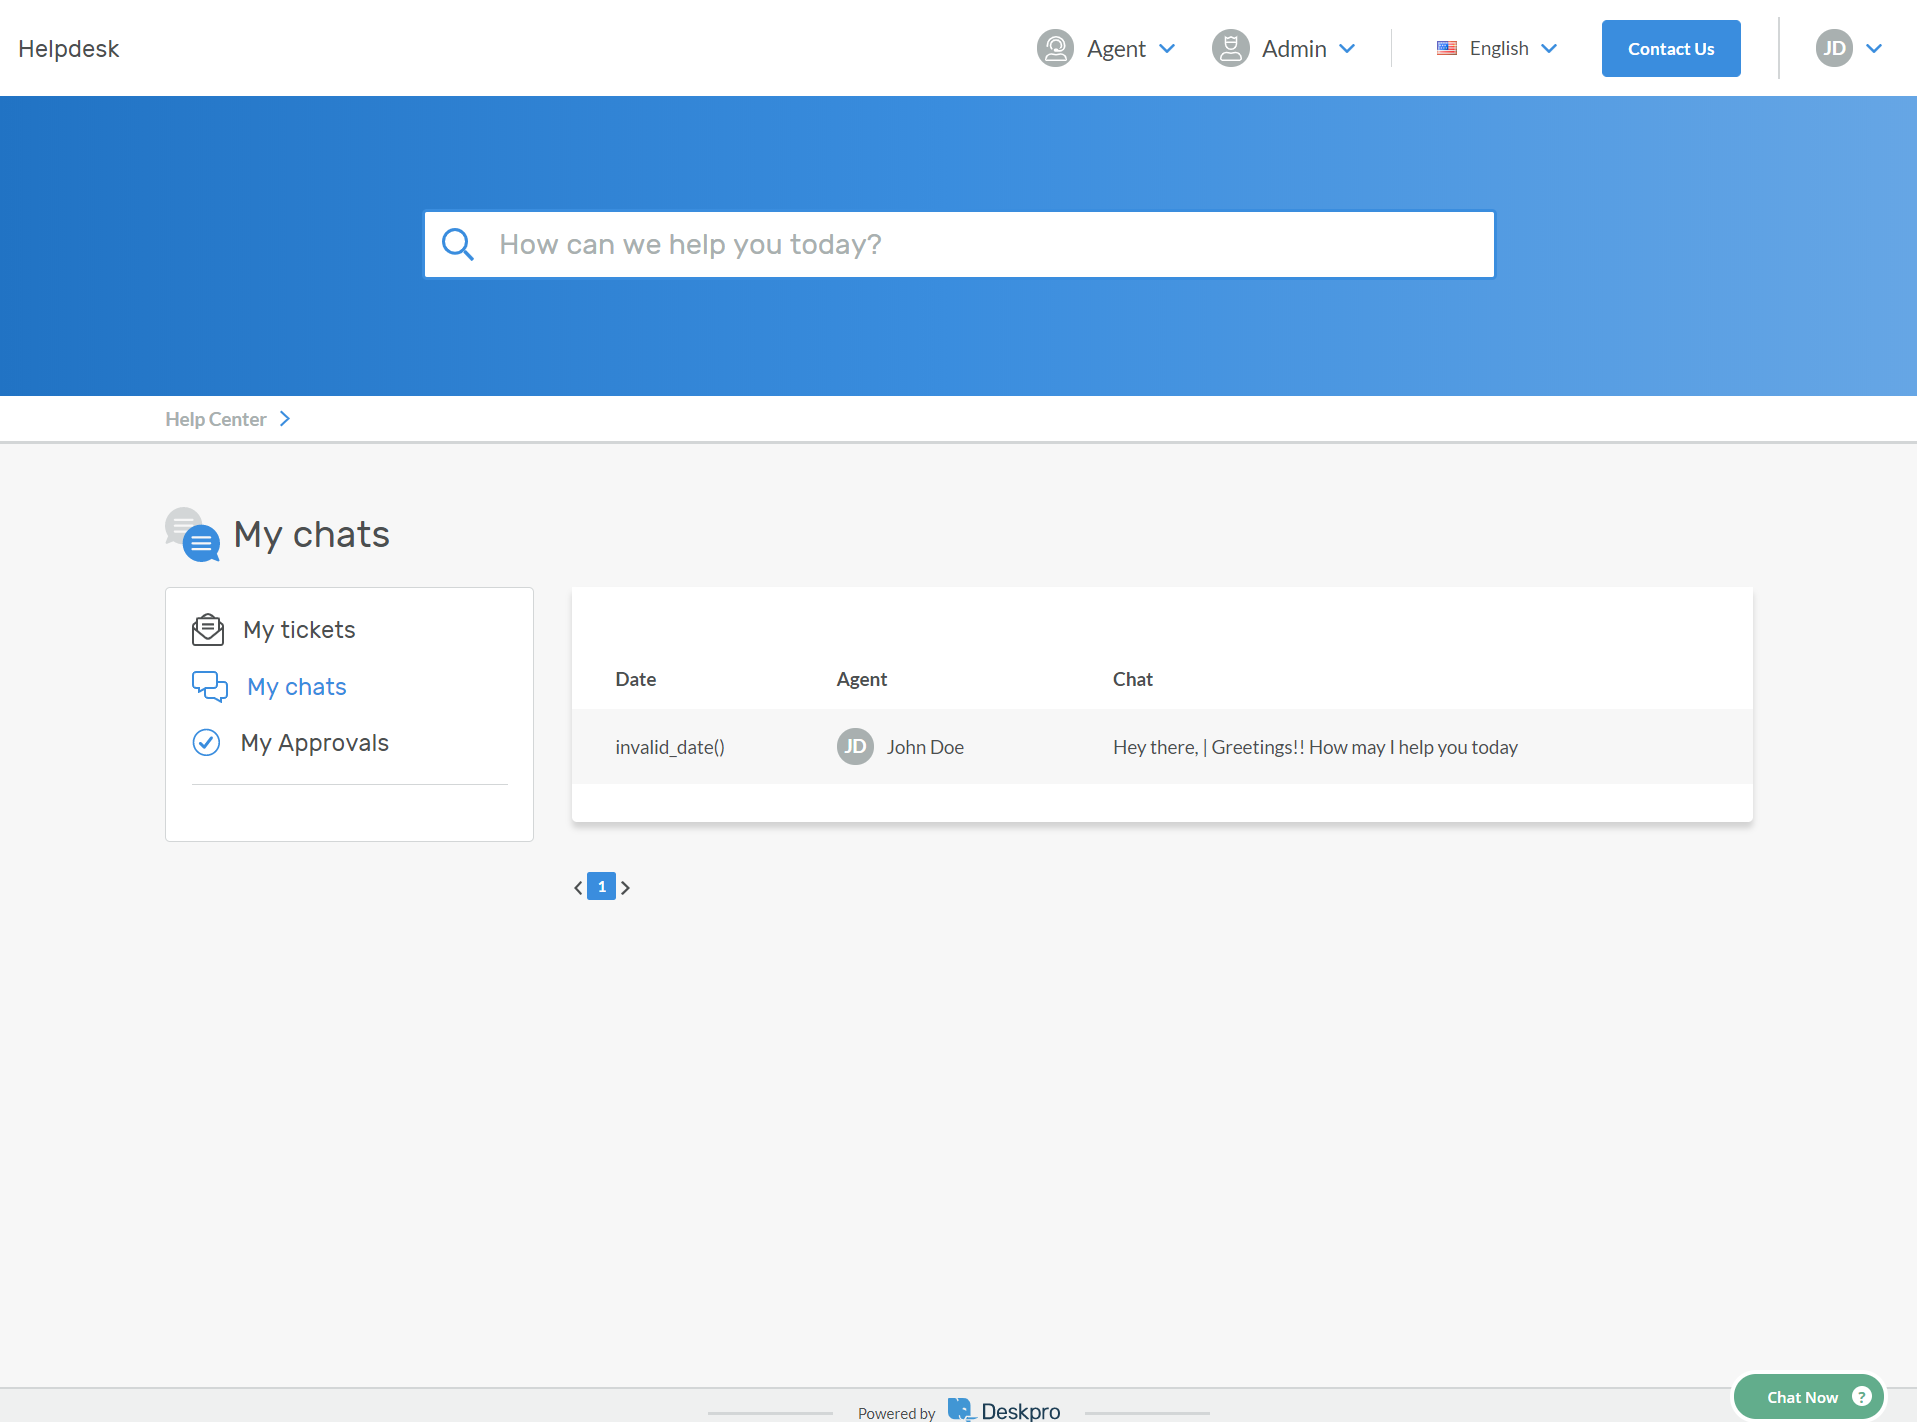 Helpdesk
Agent
Admin
English
Contact Us
JD
How can we help you today?
Help Center
My chats
My tickets
My chats
My Approvals
Date Agent Chat
invalid_date() JD John Doe Hey there, | Greetings!! How may I help you today
1
Chat Now ?
Powered by Deskpro